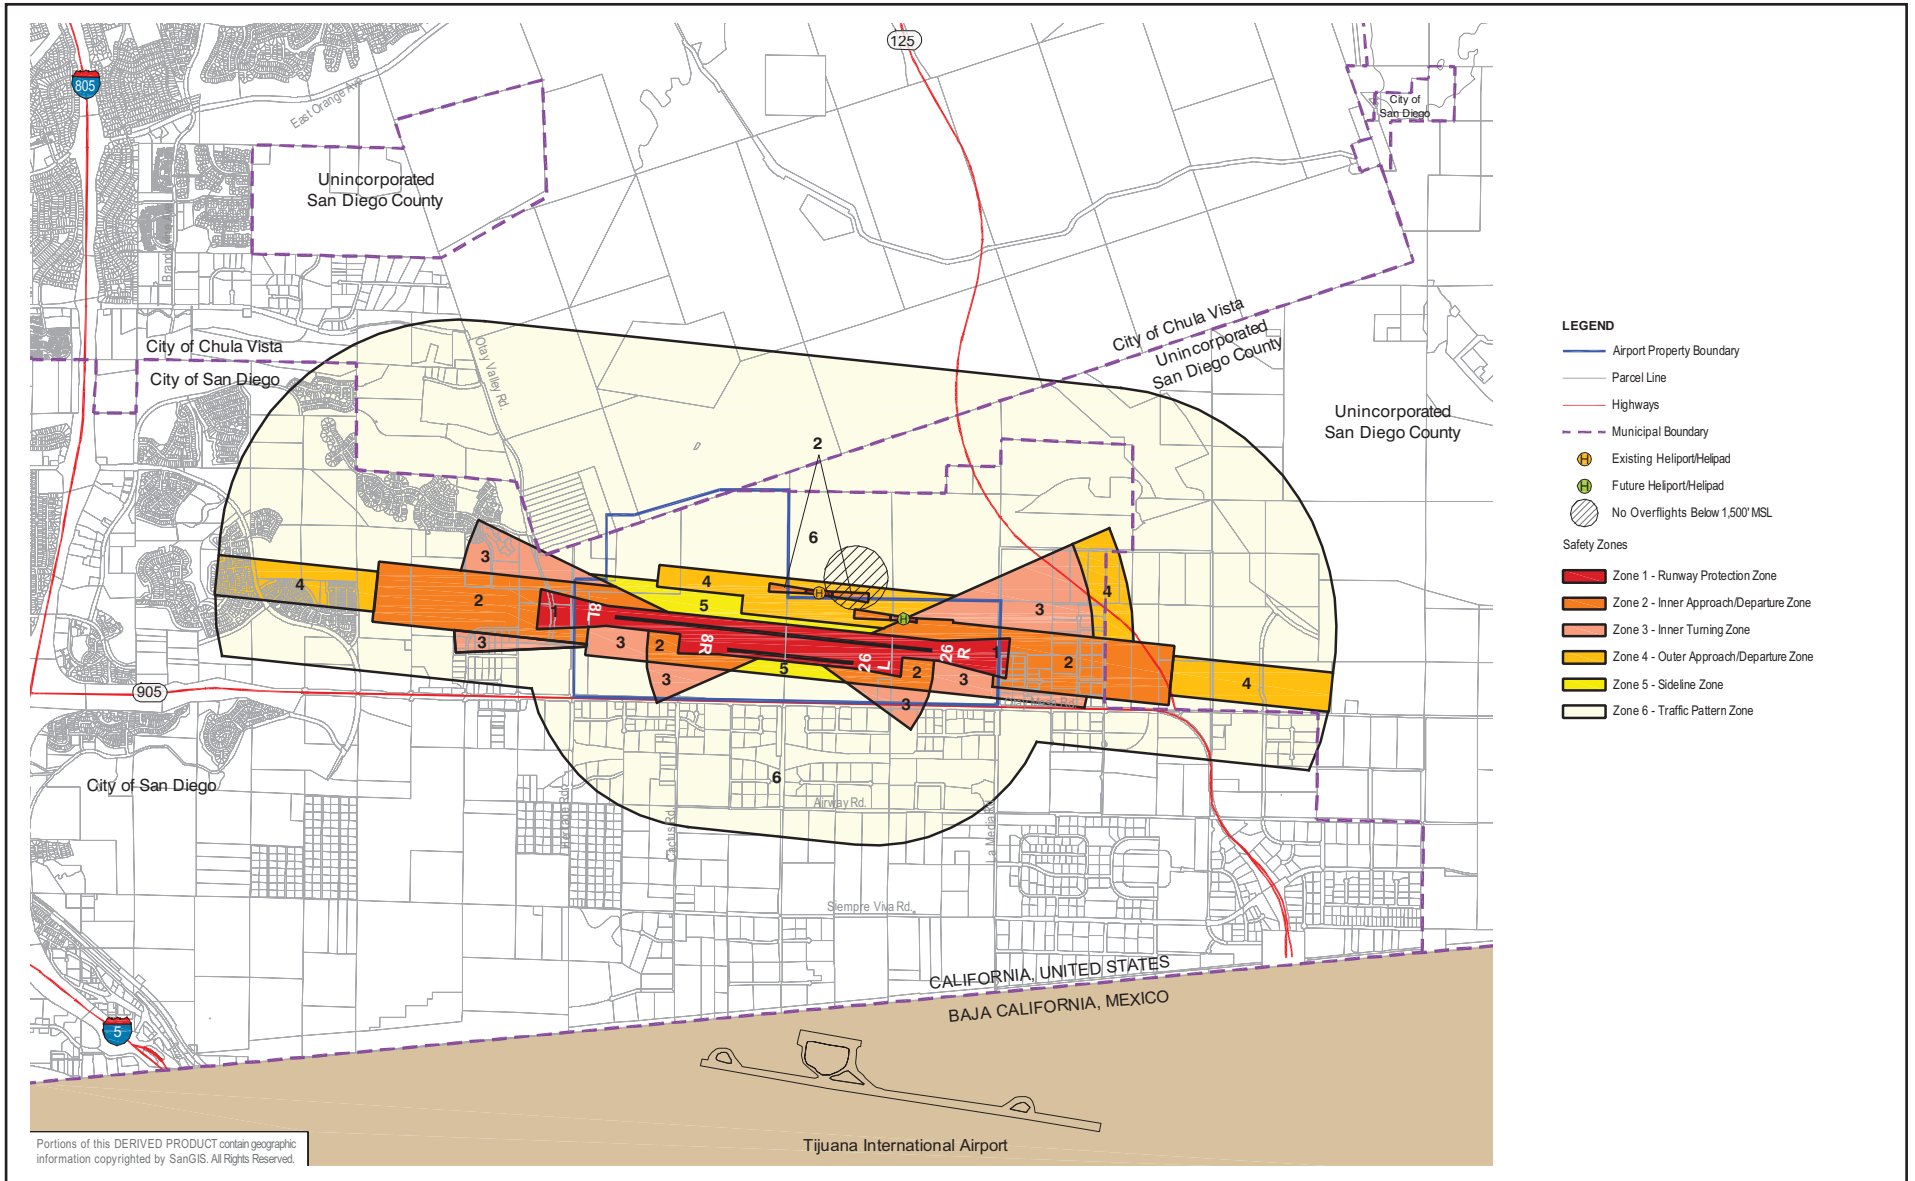 125
805
East Orange Ave
City of
San Diego
Unincorporated
San Diego County
City of Chula Vista
Unincorporated
San Diego County
City of Chula Vista
City of San Diego
Otay Valley Rd.
Unincorporated
San Diego County
2
6
3
4
2
1
8L
4
5
3
4
3
3
2
8R
5
26
L
26
R
1
2
2
3
3
3
4
905
Otay Mesa Rd.
City of San Diego
6
Airway Rd.
Heritage Rd.
Cactus Rd.
La Media Rd.
Siempre Viva Rd.
CALIFORNIA, UNITED STATES
BAJA CALIFORNIA, MEXICO
5
Tijuana International Airport
Portions of this DERIVED PRODUCT contain geographic
information copyrighted by SanGIS. All Rights Reserved.
LEGEND
Airport Property Boundary
Parcel Line
Highways
Municipal Boundary
H Existing Heliport/Helipad
H Future Heliport/Helipad
No Overflights Below 1,500' MSL
Safety Zones
Zone 1 - Runway Protection Zone
Zone 2 - Inner Approach/Departure Zone
Zone 3 - Inner Turning Zone
Zone 4 - Outer Approach/Departure Zone
Zone 5 - Sideline Zone
Zone 6 - Traffic Pattern Zone